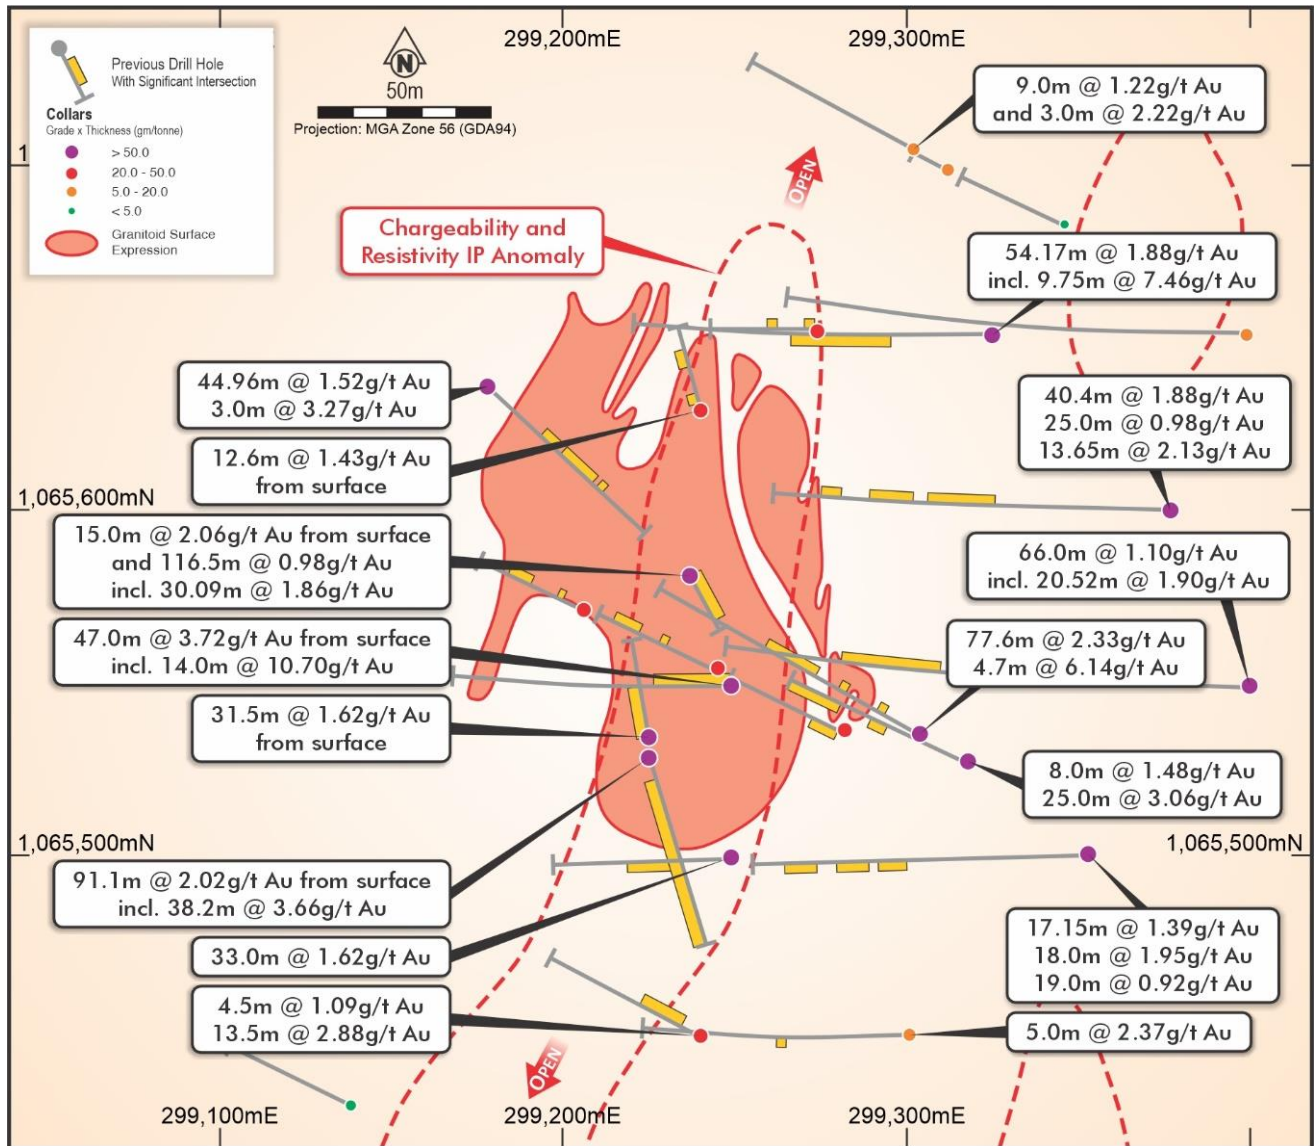 299,200mE
299,300mE
Previous Drill Hole
With Significant Intersection
Collars
Grade x Thickness (gm/tonne)
> 50.0
20.0 - 50.0
5.0 - 20.0
< 5.0
Granitoid Surface
Expression
N
50m
Projection: MGA Zone 56 (GDA94)
9.0m @ 1.22g/t Au
and 3.0m @ 2.22g/t Au
1
OPEN
Chargeability and
Resistivity IP Anomaly
54.17m @ 1.88g/t Au
incl. 9.75m @ 7.46g/t Au
44.96m @ 1.52g/t Au
3.0m @ 3.27g/t Au
40.4m @ 1.88g/t Au
25.0m @ 0.98g/t Au
13.65m @ 2.13g/t Au
12.6m @ 1.43g/t Au
from surface
1,065,600mN
15.0m @ 2.06g/t Au from surface
and 116.5m @ 0.98g/t Au
incl. 30.09m @ 1.86g/t Au
66.0m @ 1.10g/t Au
incl. 20.52m @ 1.90g/t Au
47.0m @ 3.72g/t Au from surface
incl. 14.0m @ 10.70g/t Au
77.6m @ 2.33g/t Au
4.7m @ 6.14g/t Au
31.5m @ 1.62g/t Au
from surface
8.0m @ 1.48g/t Au
25.0m @ 3.06g/t Au
1,065,500mN
1,065,500mN
91.1m @ 2.02g/t Au from surface
incl. 38.2m @ 3.66g/t Au
33.0m @ 1.62g/t Au
17.15m @ 1.39g/t Au
18.0m @ 1.95g/t Au
19.0m @ 0.92g/t Au
4.5m @ 1.09g/t Au
13.5m @ 2.88g/t Au
5.0m @ 2.37g/t Au
OPEN
299,100mE
299,200mE
299,300mE